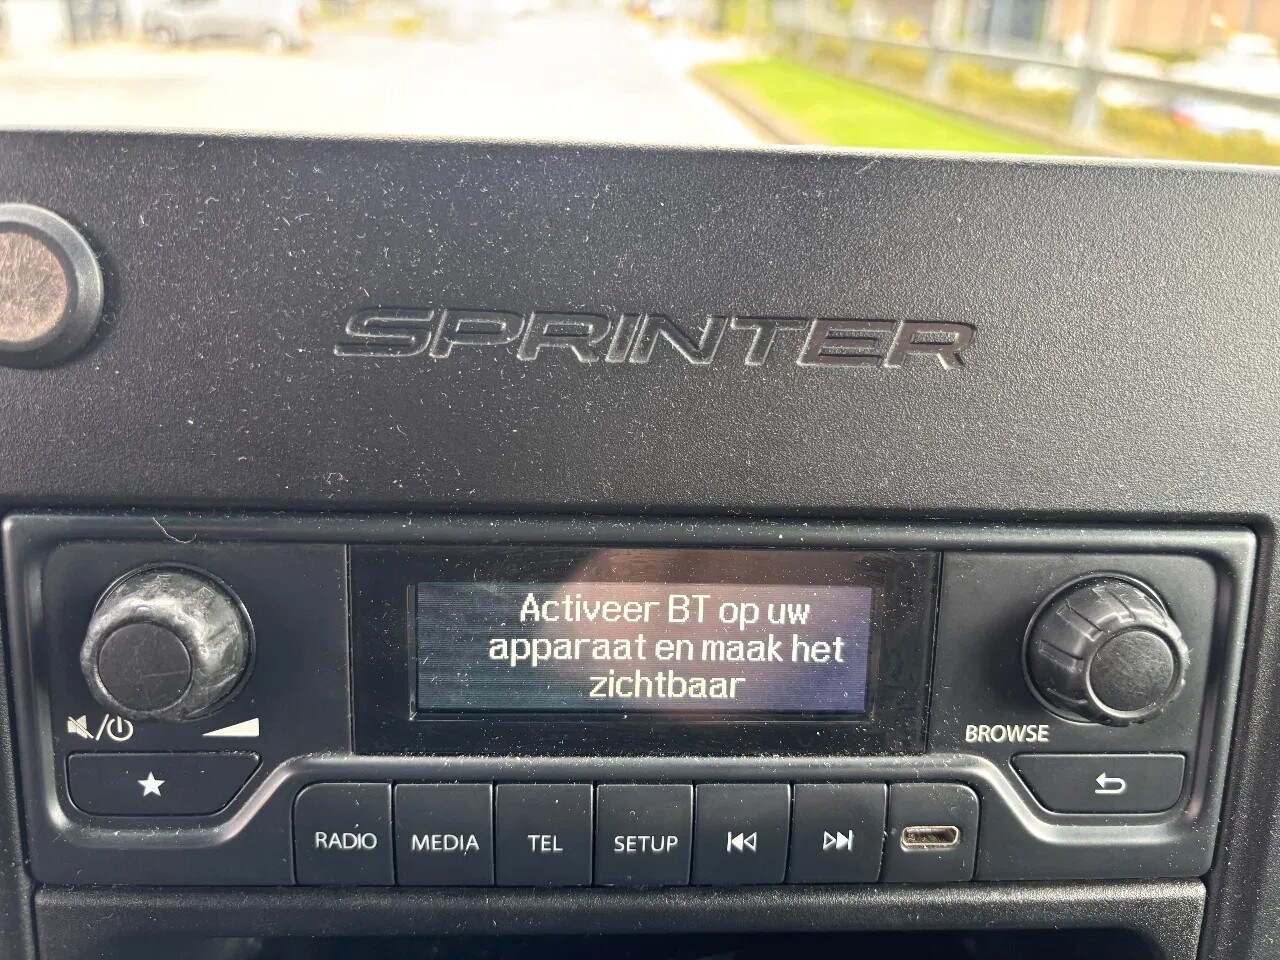 SPRINTER
Activeer BT op uw
apparaat en maak het
zichtbaar
BROWSE
RADIO
MEDIA
TEL
SETUP